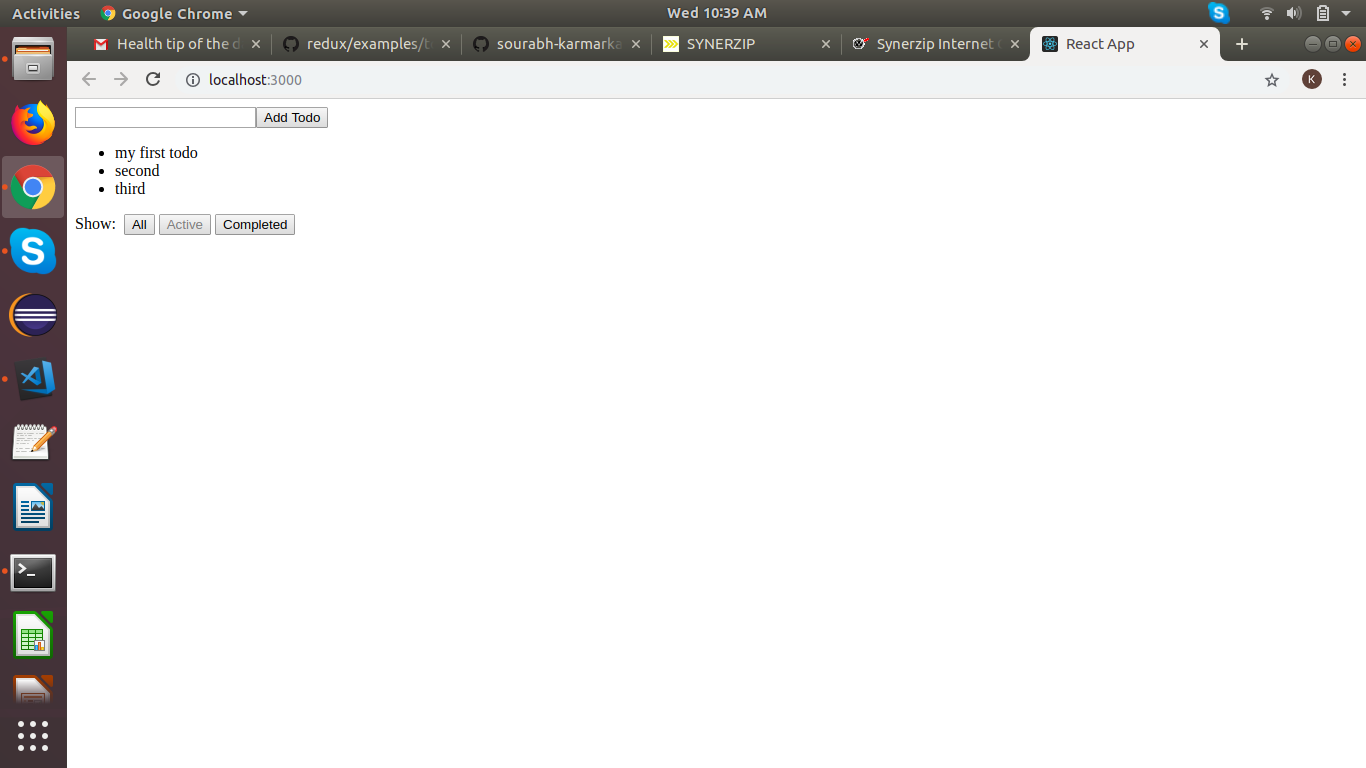 Activities Google Chrome Wed 10:39 AM
Health tip of the d redux/examples/t sourabh-karmarka SYNERZIP Synerzip Internet React App
localhost:3000 K
Add Todo
my first todo
second
third
Show: All Active Completed